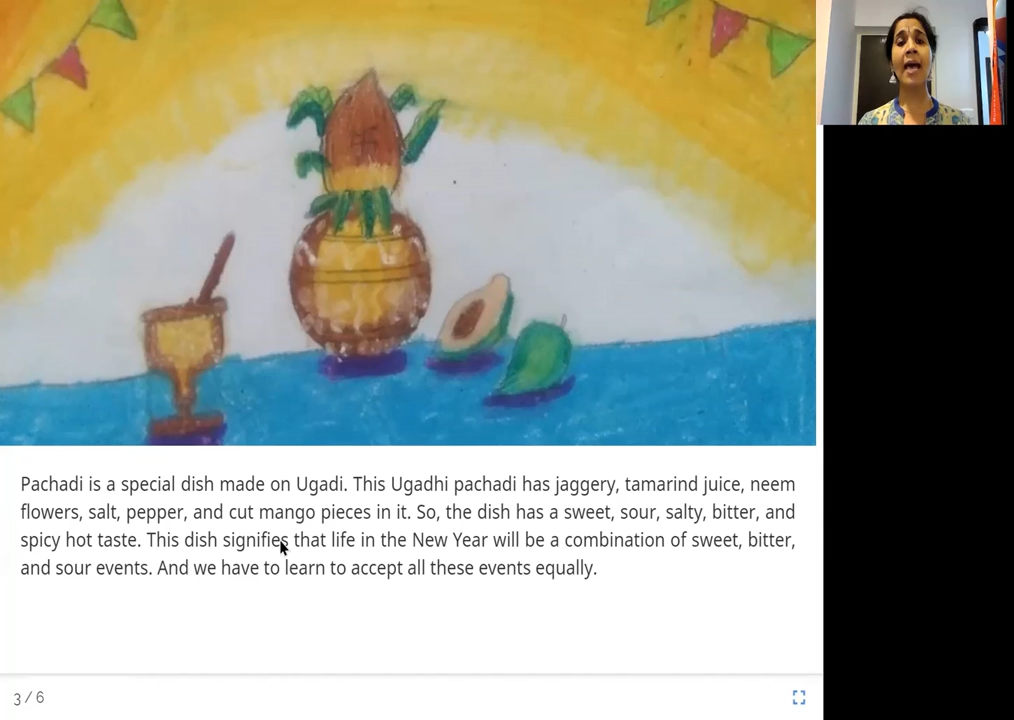 Pachadi is a special dish made on Ugadi. This Ugadhi pachadi has jaggery, tamarind juice, neem
flowers, salt, pepper, and cut mango pieces in it. So, the dish has a sweet, sour, salty, bitter, and
spicy hot taste. This dish signifies that life in the New Year will be a combination of sweet, bitter,
and sour events. And we have to learn to accept all these events equally.
3 / 6